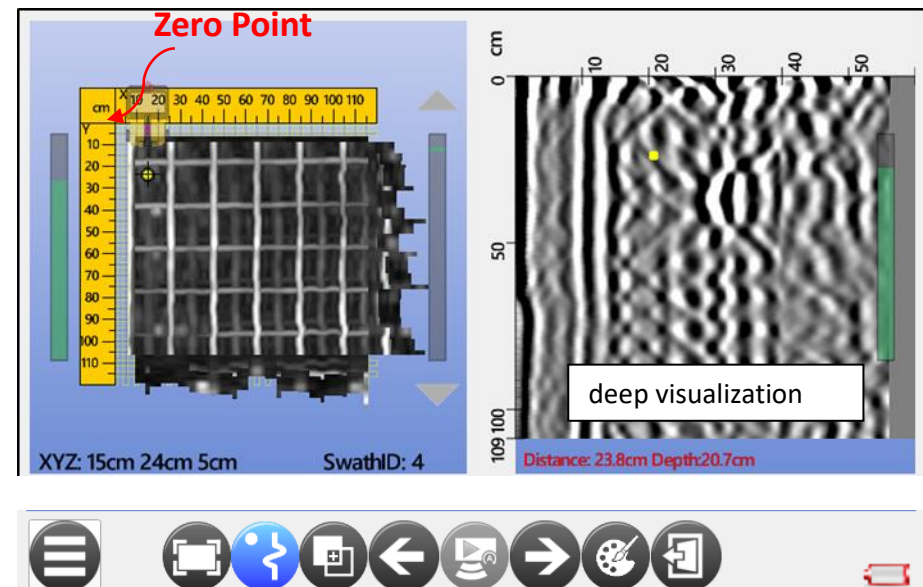 Zero Point
cm
X 10 20 30 40 50 60 70 80 90 100 110
Y
10
20
30
40
50
60
70
80
90
100
110
XYZ: 15cm 24cm 5cm
SwathID: 4
cm
0
10 20 30 40 50
50
100
109
deep visualization
Distance: 23.8cm Depth:20.7cm